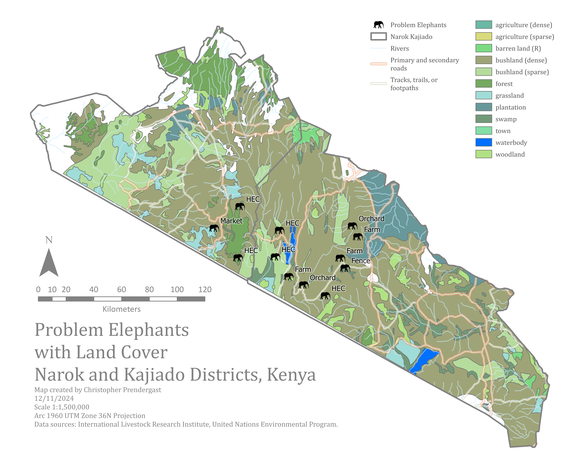 Problem Elephants
Narok Kajiado
Rivers
Primary and secondary
roads
Tracks, trails, or
footpaths
agriculture (dense)
agriculture (sparse)
barren land (R)
bushland (dense)
bushland (sparse)
forest
grassland
plantation
swamp
town
waterbody
woodland
HEC
Market
HEC
Orchard
Farm
HEC
HEC
Farm
Fence
Farm
Orchard
HEC
N
0 10 20 40 60 80 100 120
Kilometers
Problem Elephants
with Land Cover
Narok and Kajiado Districts, Kenya
Map created by Christopher Prendergast
12/11/2024
Scale 1:1,500,000
Arc 1960 UTM Zone 36N Projection
Data sources: International Livestock Research Institute, United Nations Environmental Program.